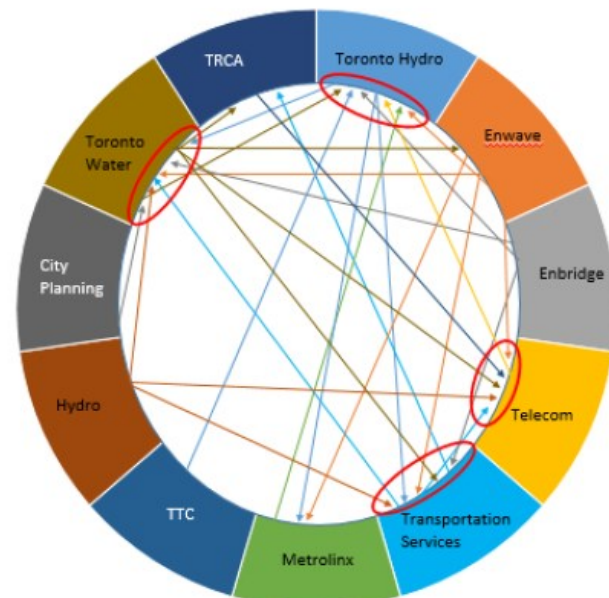 TRCA
Toronto Hydro
Enwave
Enbridge
Telecom
Transportation
Services
Metrolinx
TTC
Hydro
City
Planning
Toronto
Water